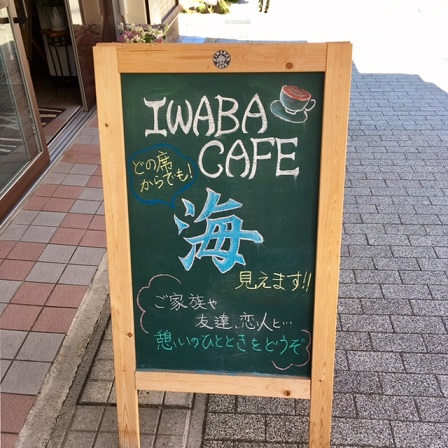 IWABA
CAFE
どの席
からでも!
海
見えます!!
ご家族や
友達、恋人と…
憩いのひとときをどうぞ